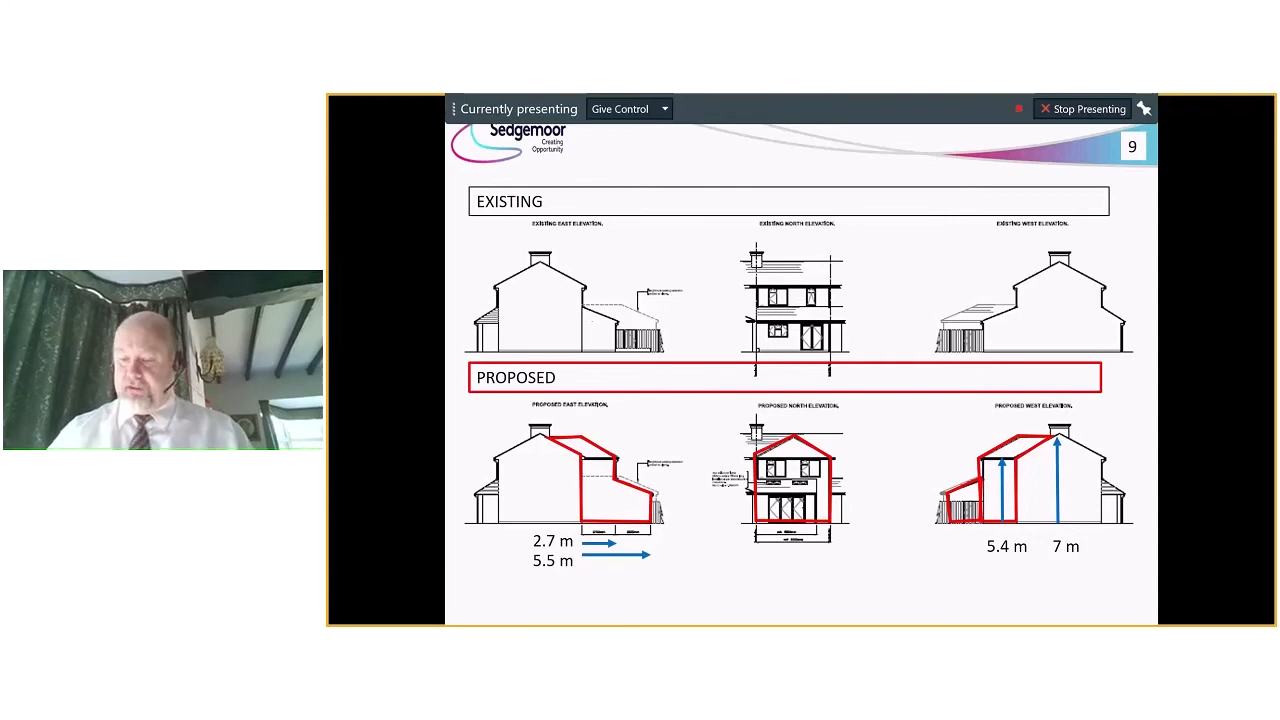 Currently presenting
Give Control
Stop Presenting
Sedgemoor
Creating
Opportunity
9
EXISTING
EXISTING EAST ELEVATION.
EXISTING NORTH ELEVATION.
EXISTING WEST ELEVATION.
PROPOSED
PROPOSED EAST ELEVATION.
PROPOSED NORTH ELEVATION.
PROPOSED WEST ELEVATION.
2.7 m
5.5 m
5.4 m
7 m